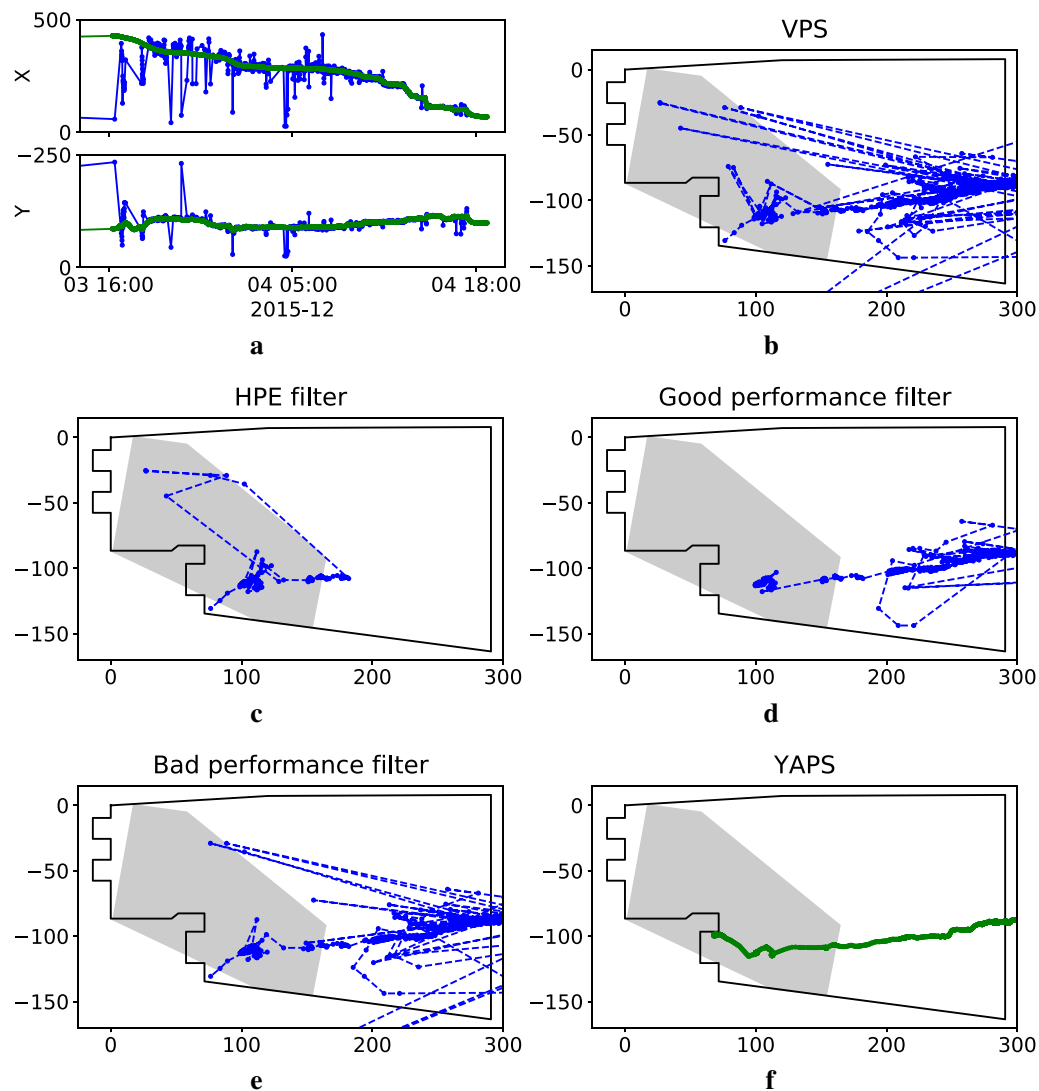 500
X
0
−250
Y
0
03 16:00 04 05:00 04 18:00
2015-12
a
VPS
0
−50
−100
−150
0 100 200 300
b
HPE filter
0
−50
−100
−150
0 100 200 300
c
Good performance filter
0
−50
−100
−150
0 100 200 300
d
Bad performance filter
0
−50
−100
−150
0 100 200 300
e
YAPS
0
−50
−100
−150
0 100 200 300
f